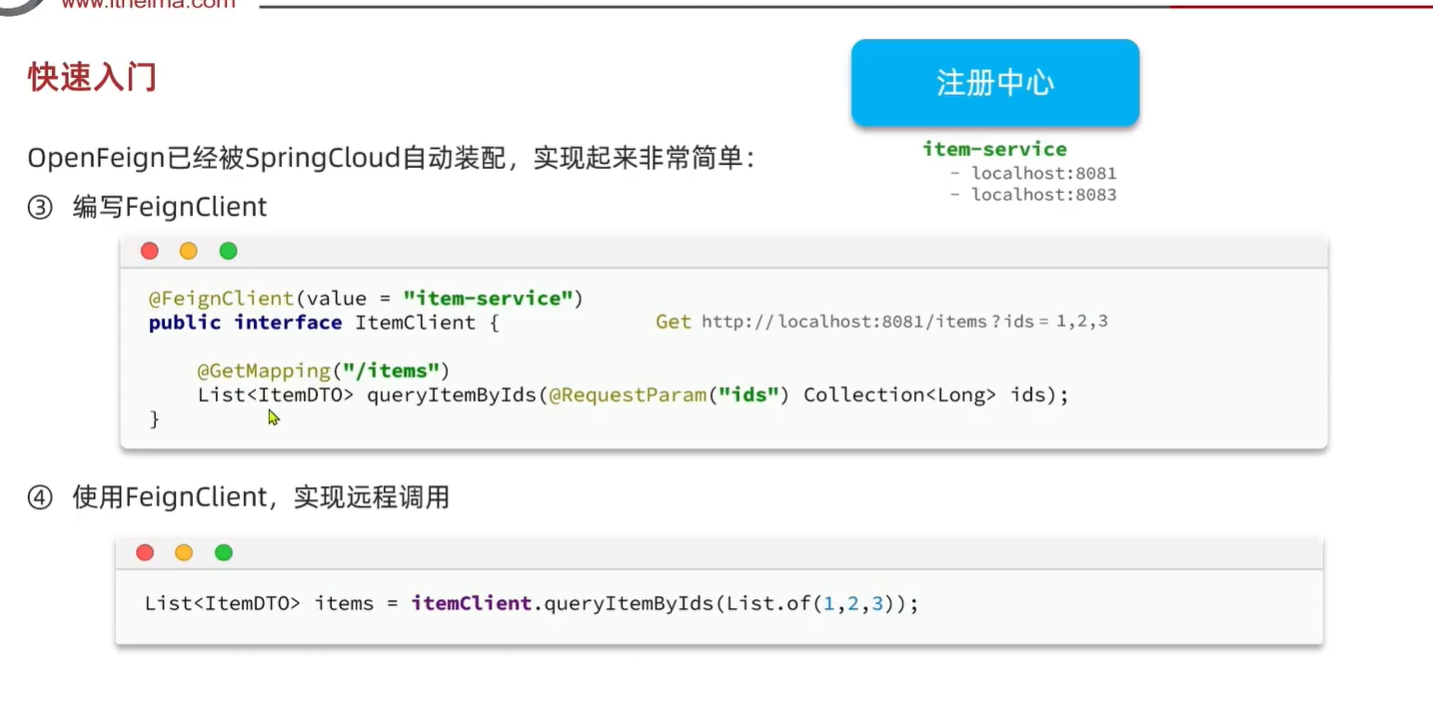 www.itheima.com
快速入门
注册中心
item-service
- localhost:8081
- localhost:8083
OpenFeign已经被SpringCloud自动装配，实现起来非常简单：
③ 编写FeignClient
@FeignClient(value = "item-service")
public interface ItemClient {
Get http://localhost:8081/items?ids=1,2,3
@GetMapping("/items")
List<ItemDTO> queryItemByIds(@RequestParam("ids") Collection<Long> ids);
}
④ 使用FeignClient，实现远程调用
List<ItemDTO> items = itemClient.queryItemByIds(List.of(1,2,3));